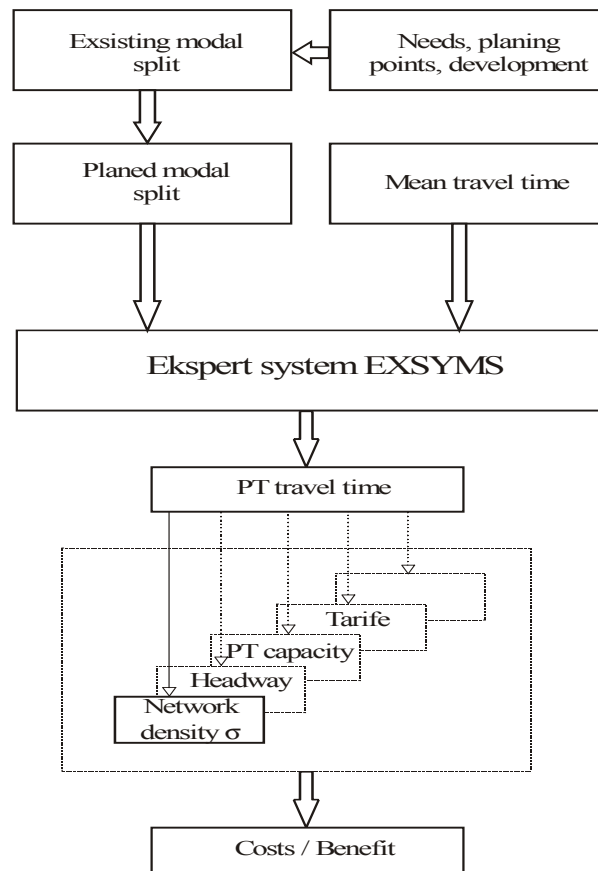 Exsisting modal
split
Needs, planing
points, development
Planed modal
split
Mean travel time
Ekspert system EXSYMS
PT travel time
Tarife
PT capacity
Headway
Network
density σ
Costs / Benefit